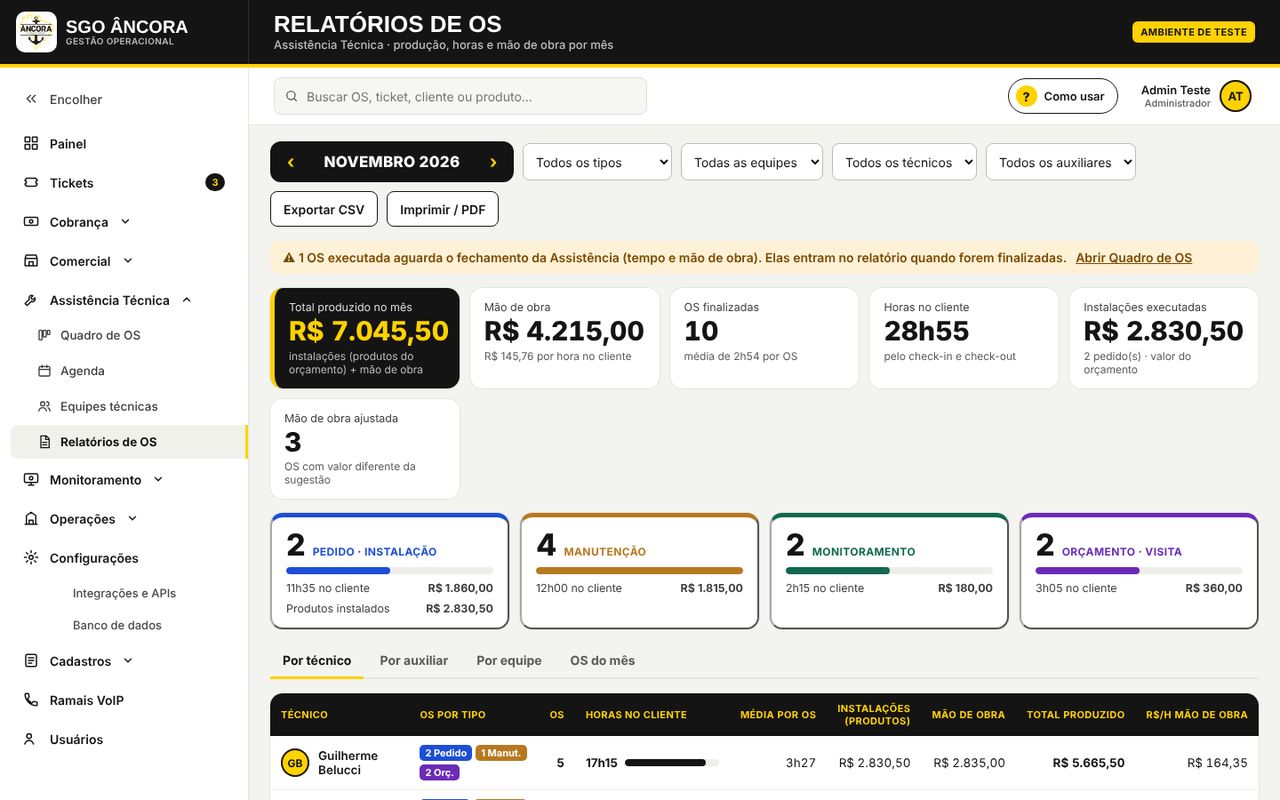 ÂNCORA
SGO ÂNCORA
GESTÃO OPERACIONAL
RELATÓRIOS DE OS
Assistência Técnica · produção, horas e mão de obra por mês
AMBIENTE DE TESTE
Encolher
Buscar OS, ticket, cliente ou produto...
? Como usar
Admin Teste
Administrador
AT
Painel
Tickets 3
Cobrança
Comercial
Assistência Técnica
Quadro de OS
Agenda
Equipes técnicas
Relatórios de OS
Monitoramento
Operações
Configurações
Integrações e APIs
Banco de dados
Cadastros
Ramais VoIP
Usuários
‹ NOVEMBRO 2026 ›
Todos os tipos
Todas as equipes
Todos os técnicos
Todos os auxiliares
Exportar CSV
Imprimir / PDF
⚠ 1 OS executada aguarda o fechamento da Assistência (tempo e mão de obra). Elas entram no relatório quando forem finalizadas. Abrir Quadro de OS
Total produzido no mês
R$ 7.045,50
instalações (produtos do
orçamento) + mão de obra
Mão de obra
R$ 4.215,00
R$ 145,76 por hora no cliente
OS finalizadas
10
média de 2h54 por OS
Horas no cliente
28h55
pelo check-in e check-out
Instalações executadas
R$ 2.830,50
2 pedido(s) · valor do
orçamento
Mão de obra ajustada
3
OS com valor diferente da
sugestão
2 PEDIDO · INSTALAÇÃO
11h35 no cliente R$ 1.860,00
Produtos instalados R$ 2.830,50
4 MANUTENÇÃO
12h00 no cliente R$ 1.815,00
2 MONITORAMENTO
2h15 no cliente R$ 180,00
2 ORÇAMENTO · VISITA
3h05 no cliente R$ 360,00
Por técnico
Por auxiliar
Por equipe
OS do mês
TÉCNICO
OS POR TIPO
OS
HORAS NO CLIENTE
MÉDIA POR OS
INSTALAÇÕES
(PRODUTOS)
MÃO DE OBRA
TOTAL PRODUZIDO
R$/H MÃO DE OBRA
GB
Guilherme
Belucci
2 Pedido
1 Manut.
2 Orç.
5
17h15
3h27
R$ 2.830,50
R$ 2.835,00
R$ 5.665,50
R$ 164,35